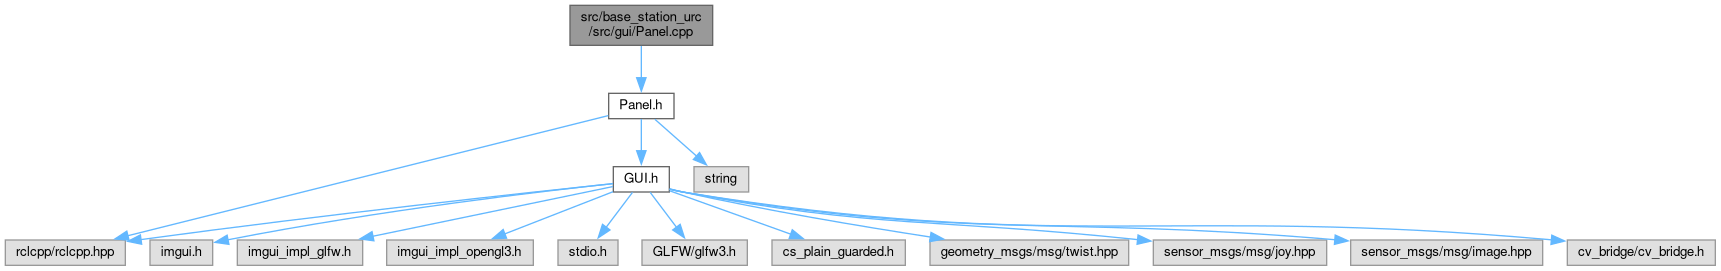 src/base_station_urc
/src/gui/Panel.cpp
Panel.h
GUI.h
string
rclcpp/rclcpp.hpp
imgui.h
imgui_impl_glfw.h
imgui_impl_opengl3.h
stdio.h
GLFW/glfw3.h
cs_plain_guarded.h
geometry_msgs/msg/twist.hpp
sensor_msgs/msg/joy.hpp
sensor_msgs/msg/image.hpp
cv_bridge/cv_bridge.h